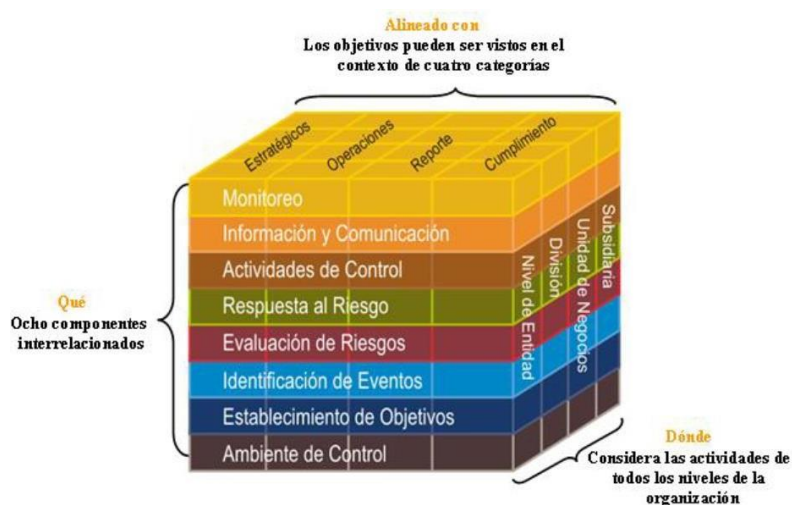 Alineado con
Los objetivos pueden ser vistos en el
contexto de cuatro categorías
Estratégicos
Operaciones
Reporte
Cumplimiento
Monitoreo
Información y Comunicación
Actividades de Control
Respuesta al Riesgo
Evaluación de Riesgos
Identificación de Eventos
Establecimiento de Objetivos
Ambiente de Control
Nivel de Entidad
División
Unidad de Negocios
Subsidiaria
Qué
Ocho componentes
interrelacionados
Dónde
Considera las actividades de
todos los niveles de la
organización